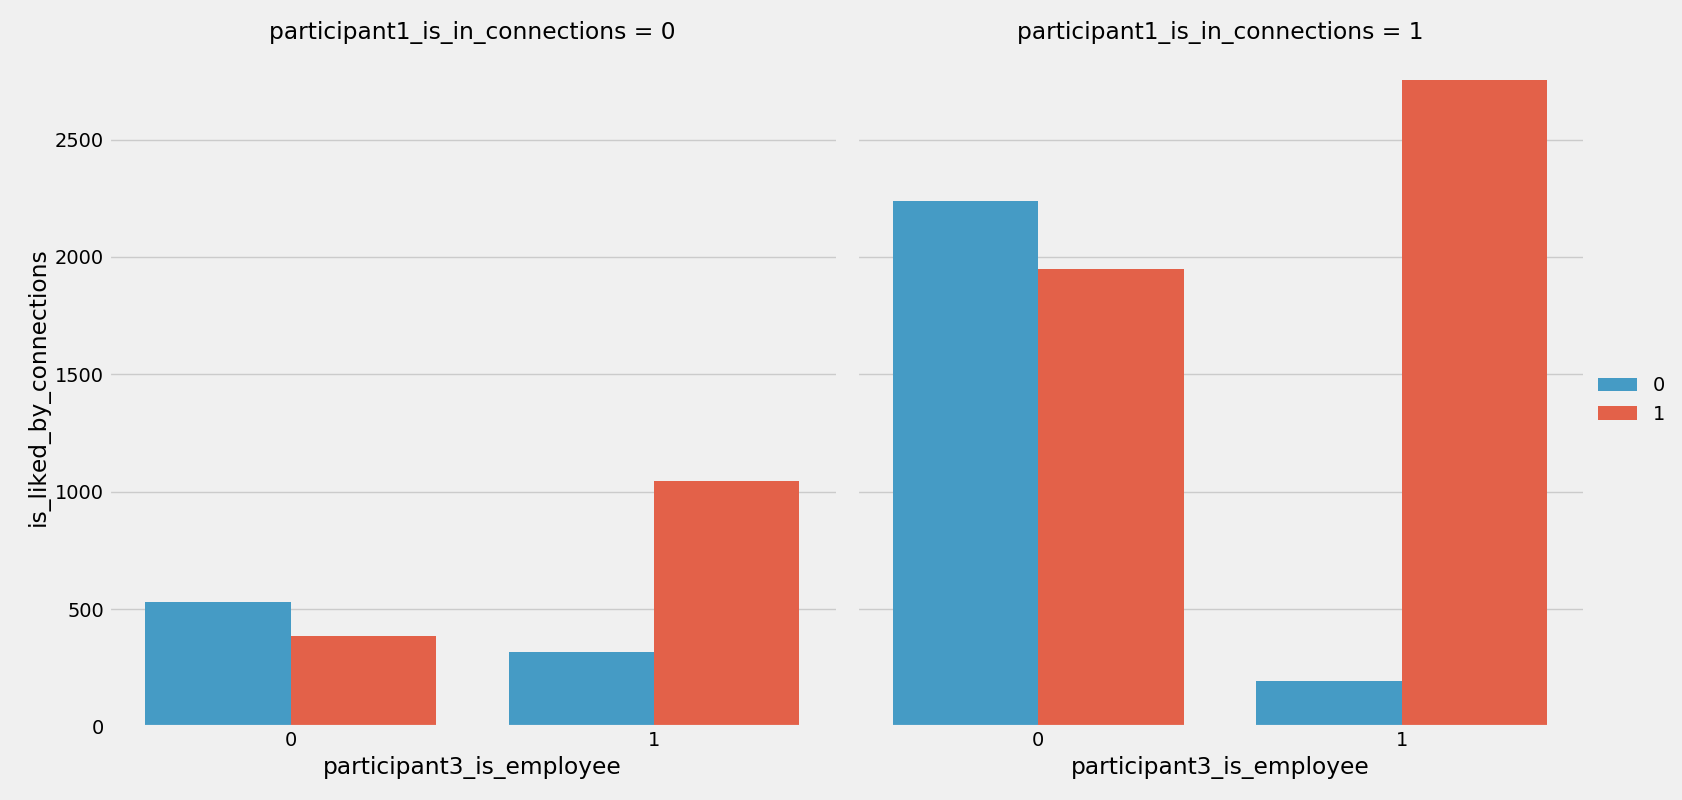 participant1_is_in_connections = 0
participant1_is_in_connections = 1
is_liked_by_connections
2500
2000
1500
1000
500
0
0 1
participant3_is_employee
0 1
participant3_is_employee
0
1